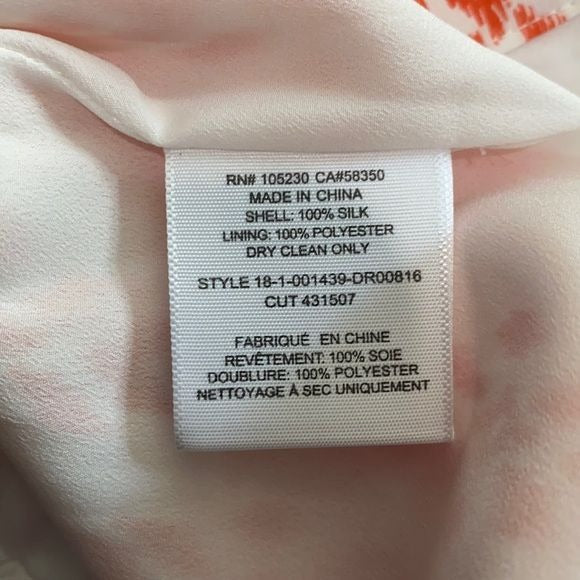 RN# 105230 CA#58350
MADE IN CHINA
SHELL: 100% SILK
LINING: 100% POLYESTER
DRY CLEAN ONLY
STYLE 18-1-001439-DR00816
CUT 431507
FABRIQUÉ EN CHINE
REVÊTEMENT: 100% SOIE
DOUBLURE: 100% POLYESTER
NETTOYAGE À SEC UNIQUEMENT